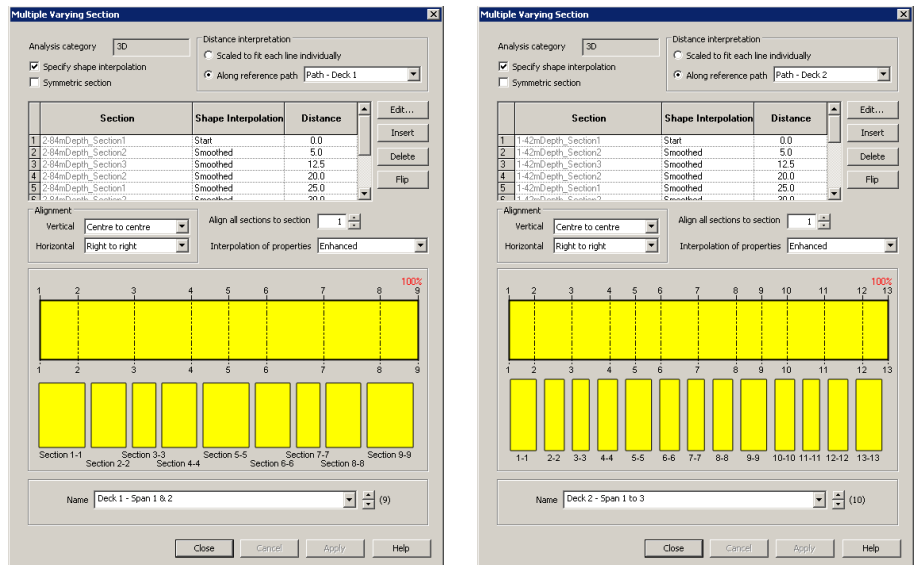 Multiple Varying Section
Analysis category 3D
Distance interpretation
Scaled to fit each line individually
Specify shape interpolation
Along reference path Path - Deck 1
Symmetric section
Section Shape Interpolation Distance
1 2-84mDepth_Section1 Start 0.0
2 2-84mDepth_Section2 Smoothed 5.0
3 2-84mDepth_Section3 Smoothed 12.5
4 2-84mDepth_Section2 Smoothed 20.0
5 2-84mDepth_Section1 Smoothed 25.0
6 2-84mDepth_Section2 Smoothed 30.0
Edit...
Insert
Delete
Flip
Alignment
Vertical Centre to centre
Horizontal Right to right
Align all sections to section 1
Interpolation of properties Enhanced
100%
1 2 3 4 5 6 7 8 9
1 2 3 4 5 6 7 8 9
Section 1-1 Section 3-3 Section 5-5 Section 7-7 Section 9-9
Section 2-2 Section 4-4 Section 6-6 Section 8-8
Name Deck 1 - Span 1 & 2 (9)
Close Cancel Apply Help
Multiple Varying Section
Analysis category 3D
Distance interpretation
Scaled to fit each line individually
Specify shape interpolation
Along reference path Path - Deck 2
Symmetric section
Section Shape Interpolation Distance
1 1-42mDepth_Section1 Start 0.0
2 1-42mDepth_Section2 Smoothed 5.0
3 1-42mDepth_Section3 Smoothed 12.5
4 1-42mDepth_Section2 Smoothed 20.0
5 1-42mDepth_Section1 Smoothed 25.0
6 1-42mDepth_Section2 Smoothed 30.0
Edit...
Insert
Delete
Flip
Alignment
Vertical Centre to centre
Horizontal Right to right
Align all sections to section 1
Interpolation of properties Enhanced
100%
1 2 3 4 5 6 7 8 9 10 11 12 13
1 2 3 4 5 6 7 8 9 10 11 12 13
1-1 2-2 3-3 4-4 5-5 6-6 7-7 8-8 9-9 10-10 11-11 12-12 13-13
Name Deck 2 - Span 1 to 3 (10)
Close Cancel Apply Help